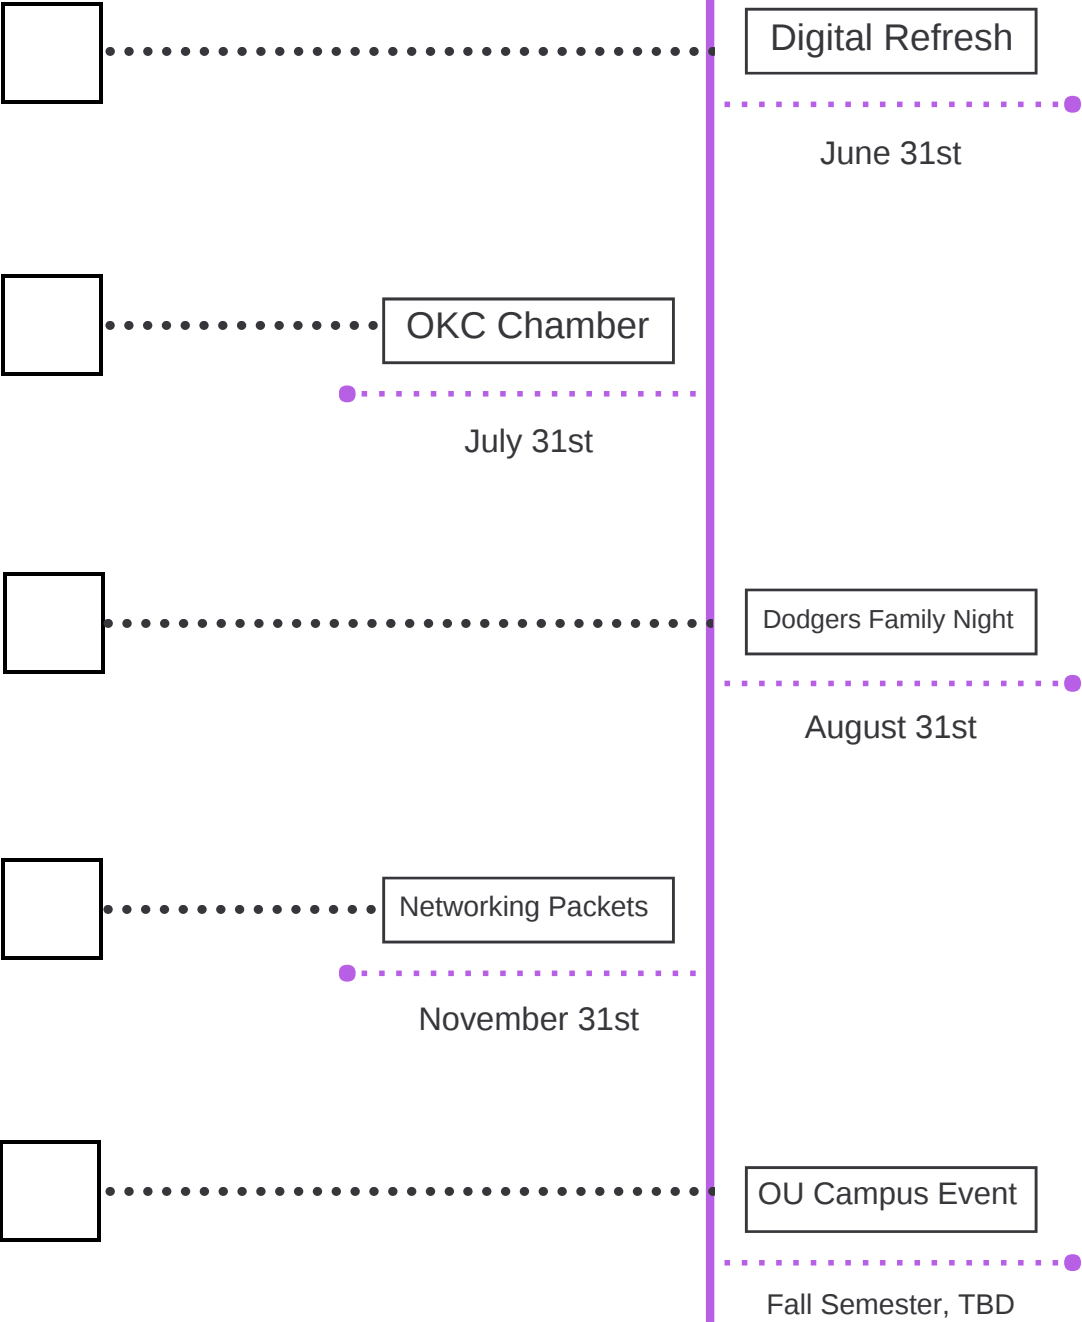 Digital Refresh
June 31st
OKC Chamber
July 31st
Dodgers Family Night
August 31st
Networking Packets
November 31st
OU Campus Event
Fall Semester, TBD